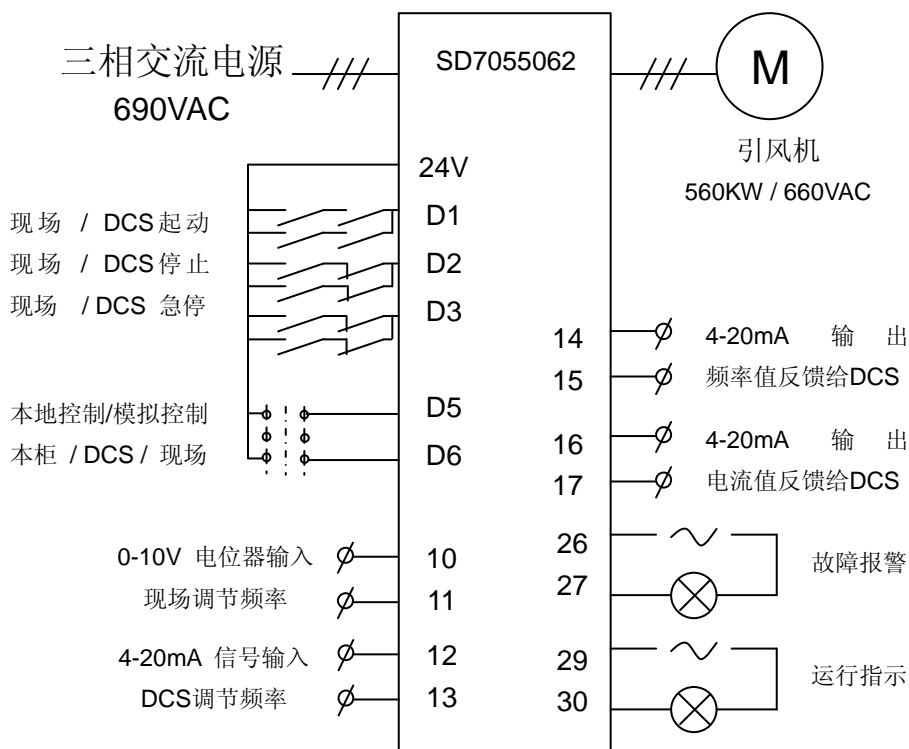 三相交流电源
690VAC
SD7055062
M
引风机
560KW / 660VAC
24V
现场 / DCS起动
D1
现场 / DCS停止
D2
现场 / DCS 急停
D3
14
4-20mA 输 出
15
频率值反馈给DCS
本地控制/模拟控制
D5
16
4-20mA 输 出
本柜 / DCS / 现场
D6
17
电流值反馈给DCS
0-10V 电位器输入
10
26
故障报警
现场调节频率
11
27
4-20mA 信号输入
12
29
运行指示
DCS调节频率
13
30